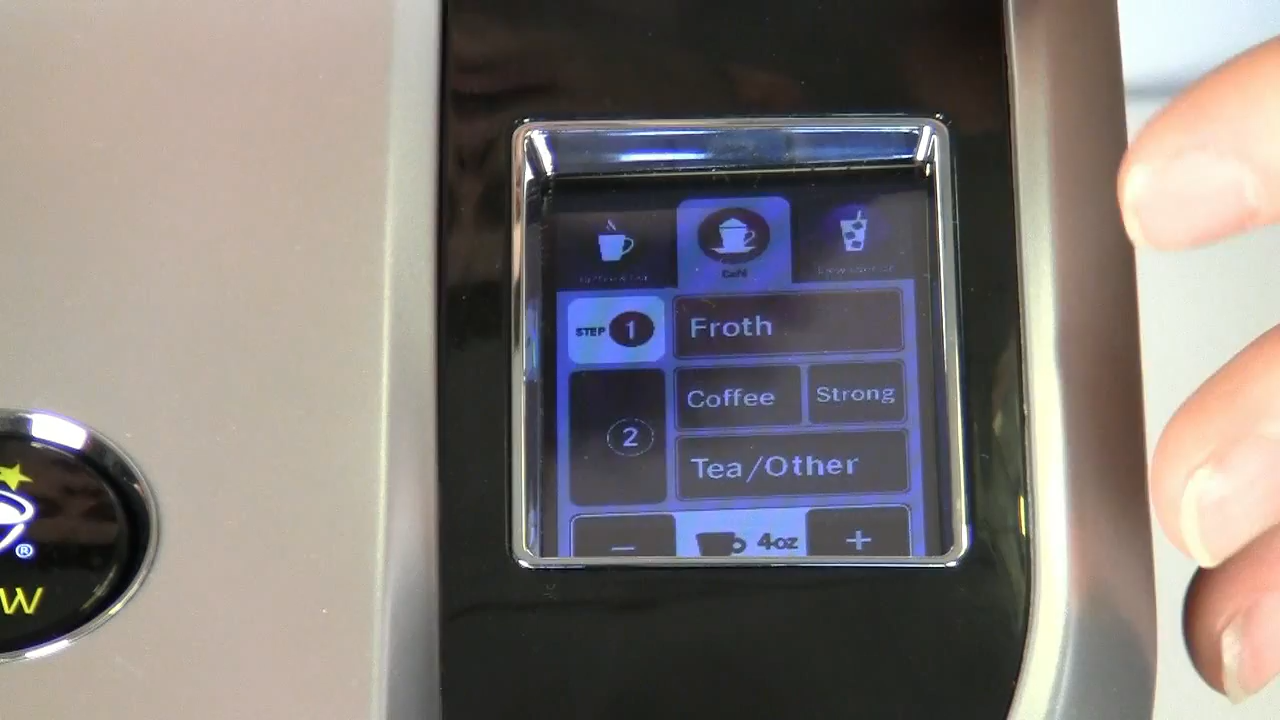 Café
STEP 1
Froth
Coffee
Strong
2
Tea/Other
− 4oz +
®
W